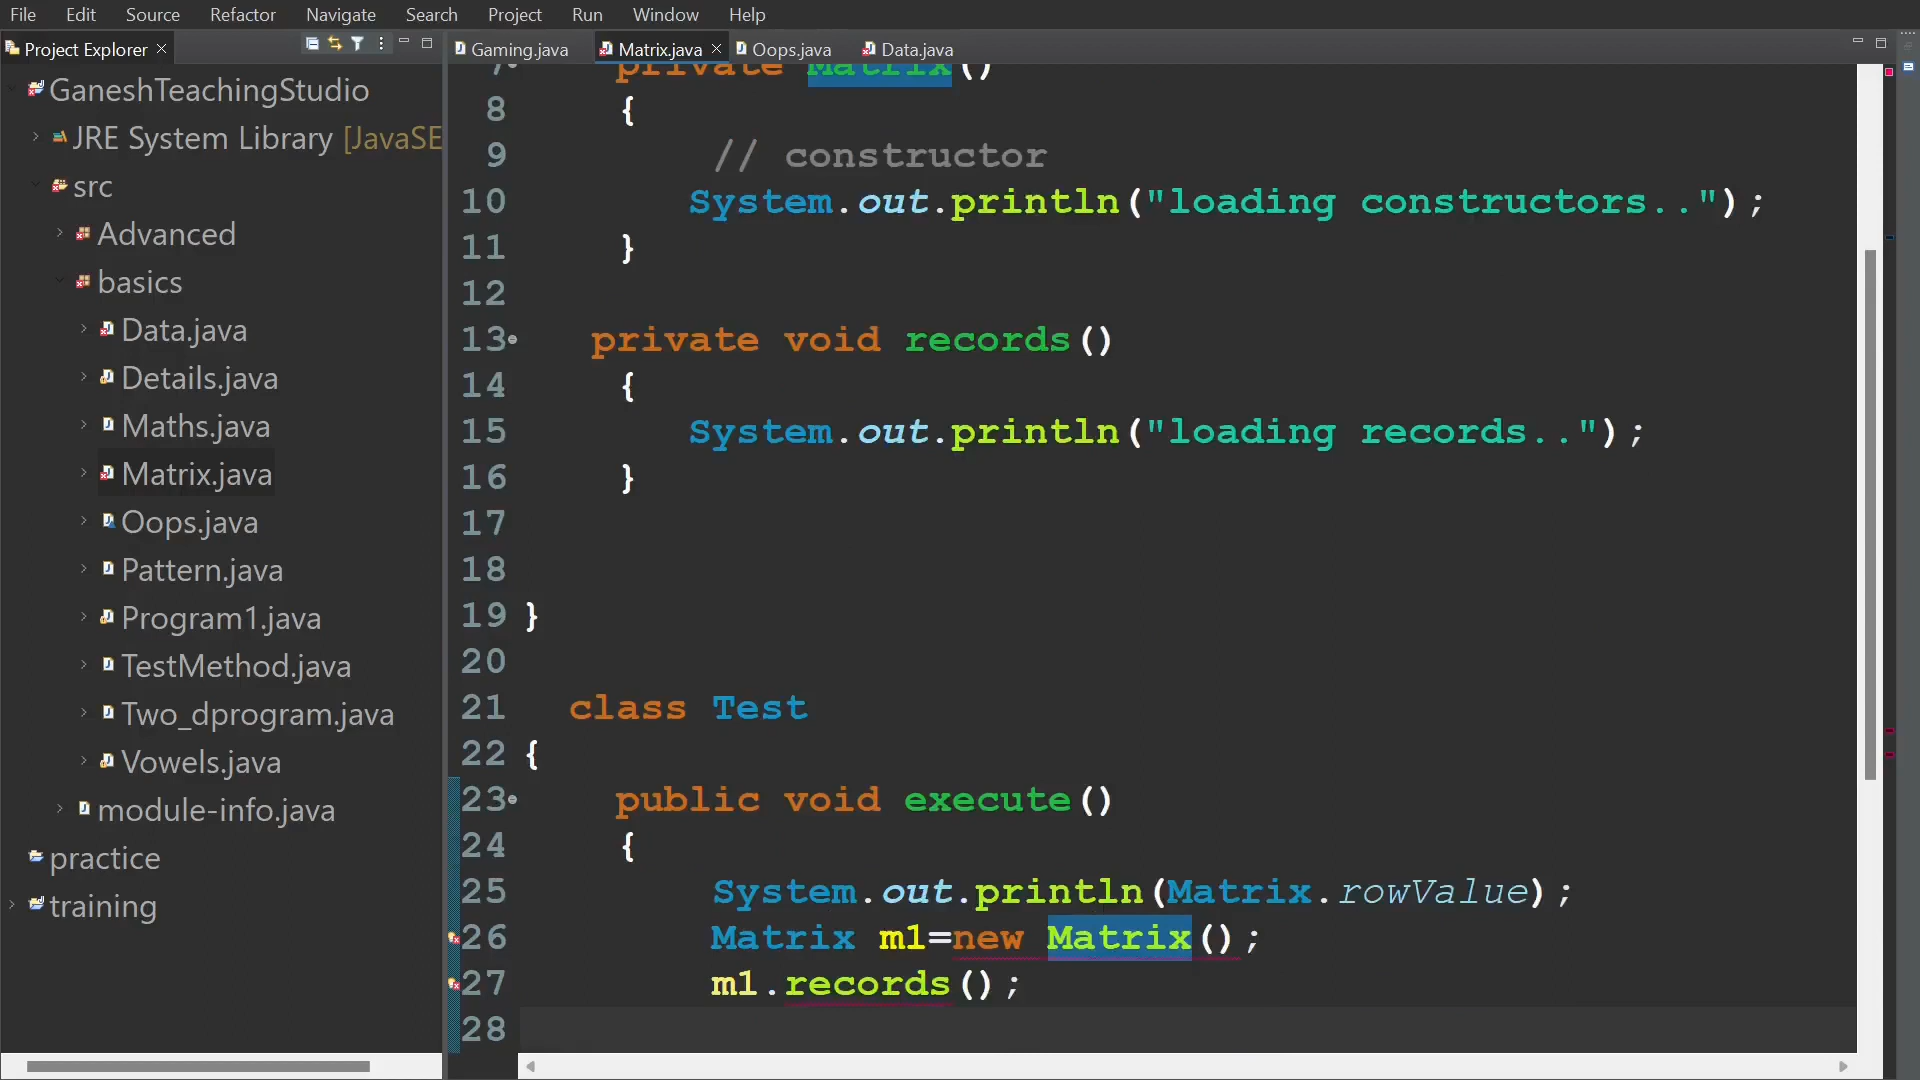 File Edit Source Refactor Navigate Search Project Run Window Help
Project Explorer
Gaming.java
Matrix.java
Oops.java
Data.java
GaneshTeachingStudio
JRE System Library [JavaSE
src
Advanced
basics
Data.java
Details.java
Maths.java
Matrix.java
Oops.java
Pattern.java
Program1.java
TestMethod.java
Two_dprogram.java
Vowels.java
module-info.java
practice
training
7 private Matrix()
8 {
9 // constructor
10 System.out.println("loading constructors..");
11 }
12
13 private void records()
14 {
15 System.out.println("loading records..");
16 }
17
18
19 }
20
21 class Test
22 {
23 public void execute()
24 {
25 System.out.println(Matrix.rowValue);
26 Matrix m1=new Matrix();
27 m1.records();
28